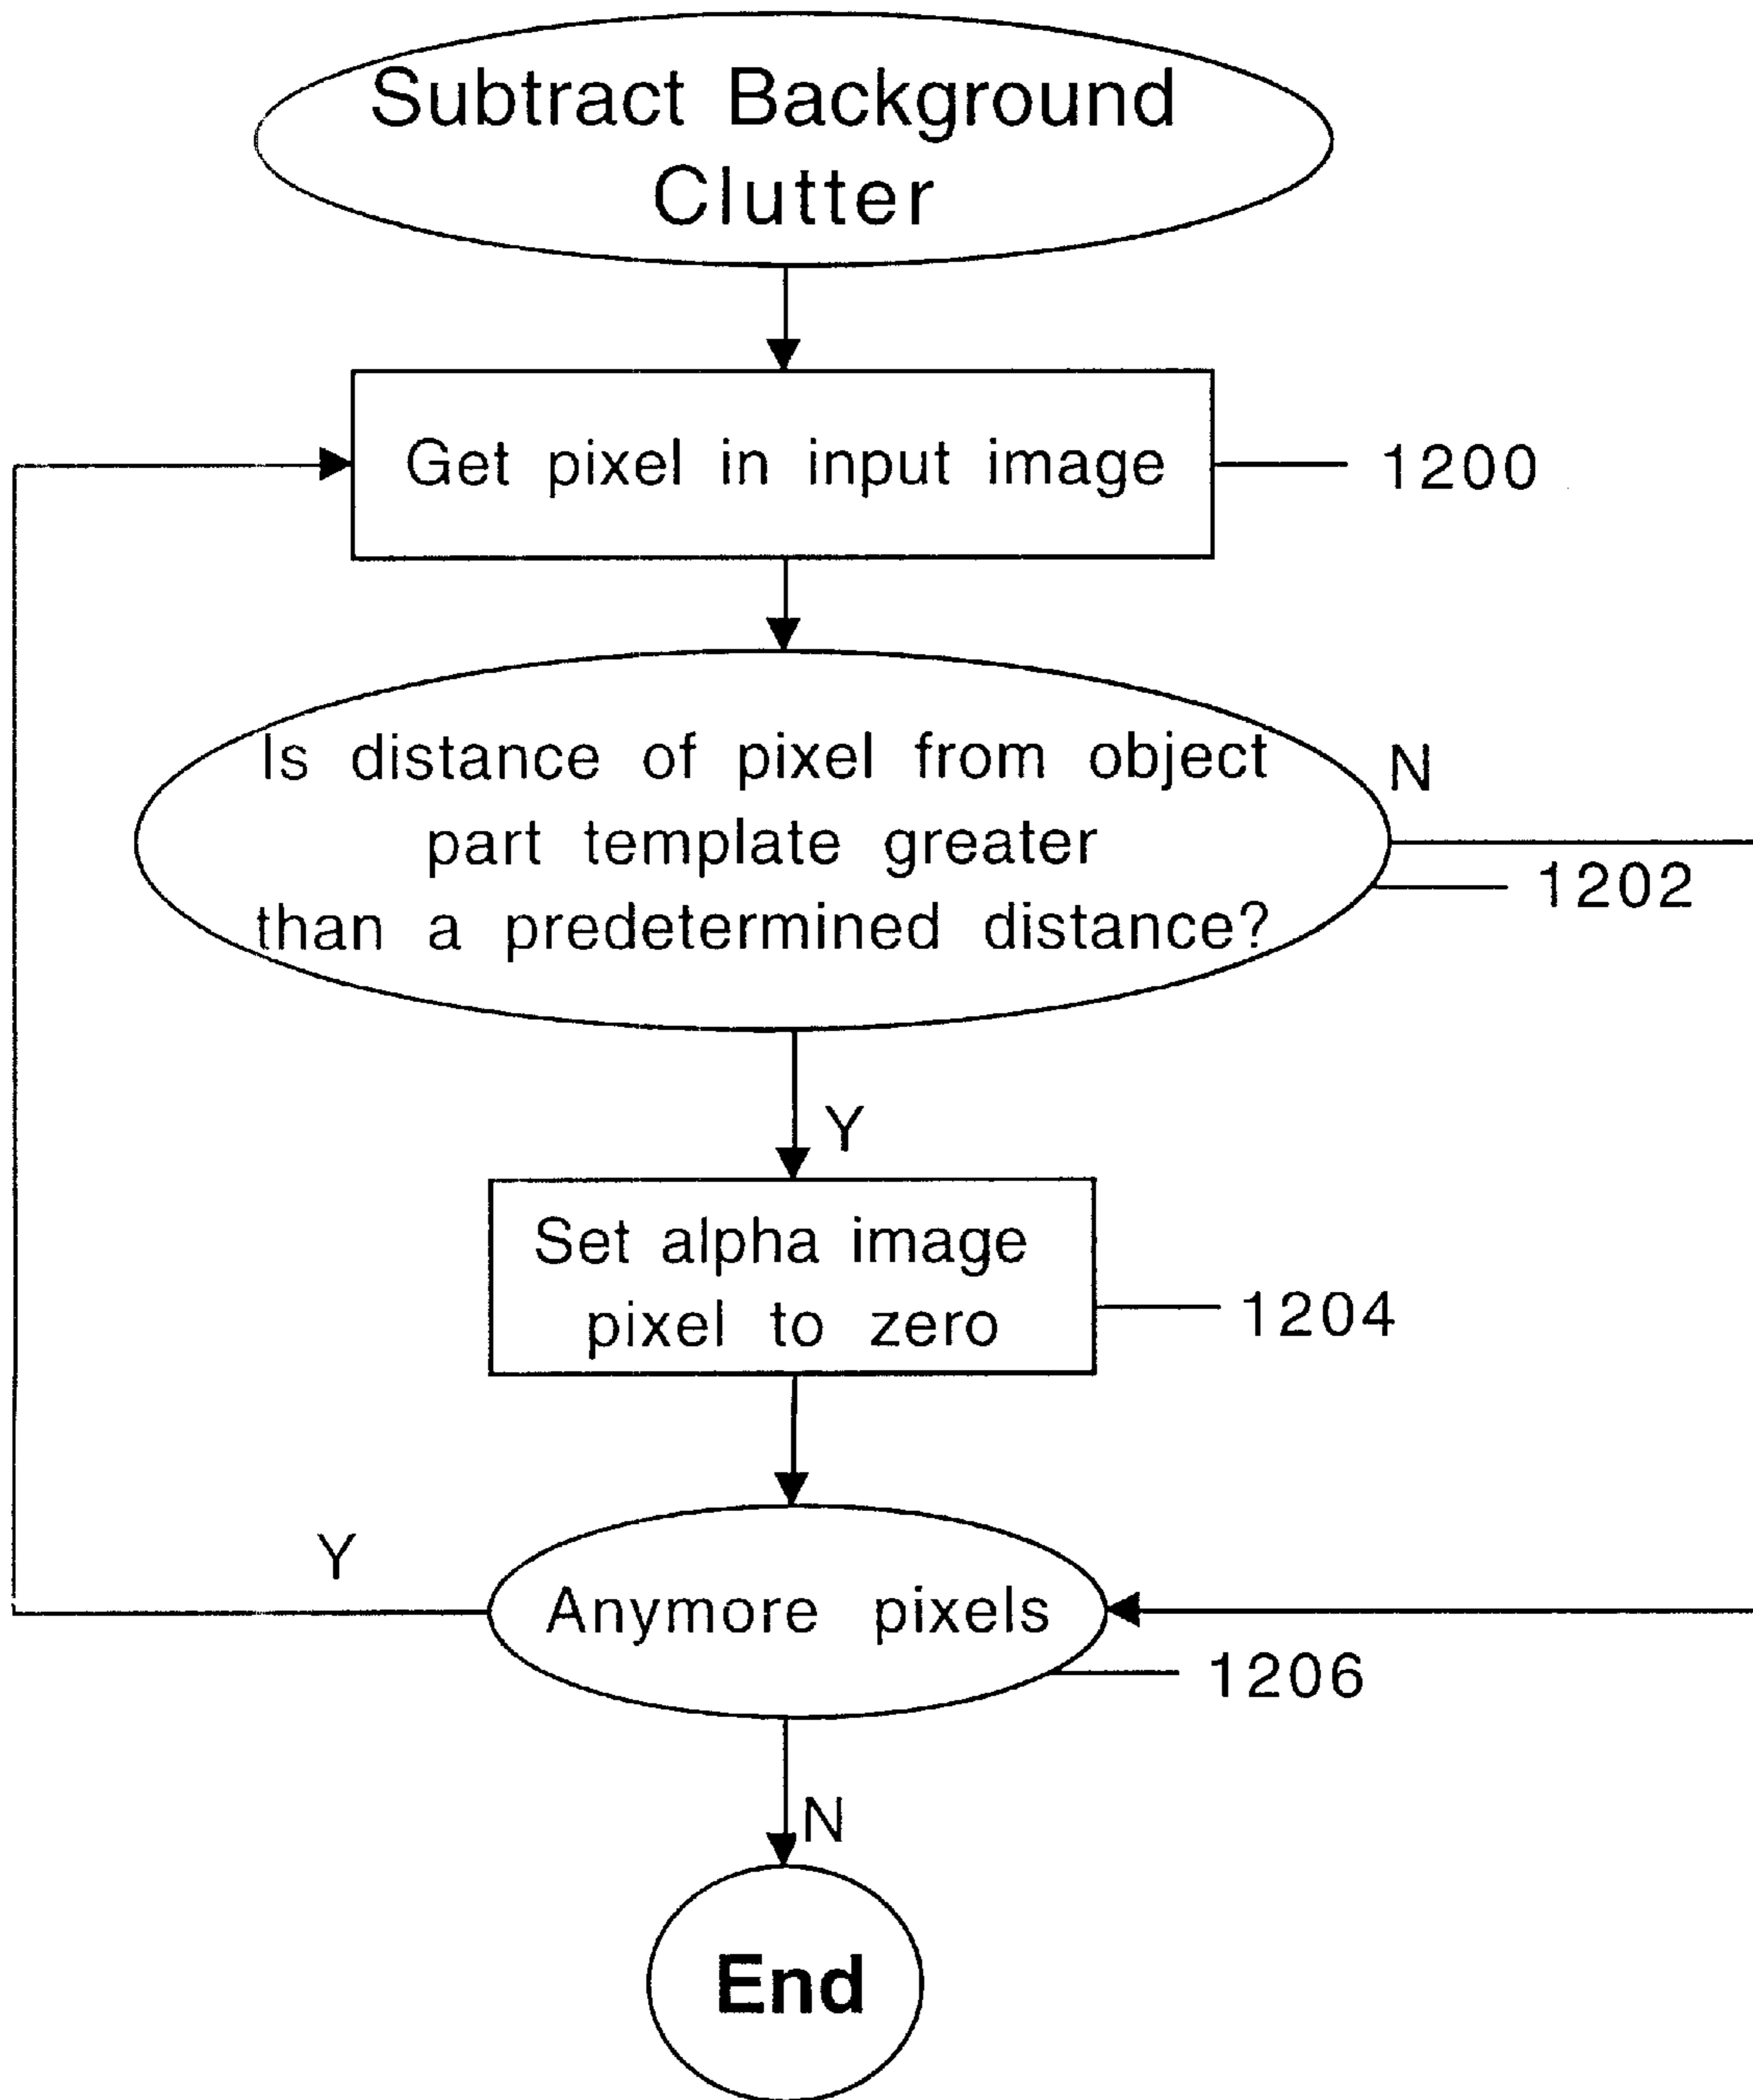 Subtract Background
Clutter
Get pixel in input image
1200
Is distance of pixel from object
part template greater
than a predetermined distance?
N
1202
Y
Set alpha image
pixel to zero
1204
Y
Anymore pixels
1206
N
End